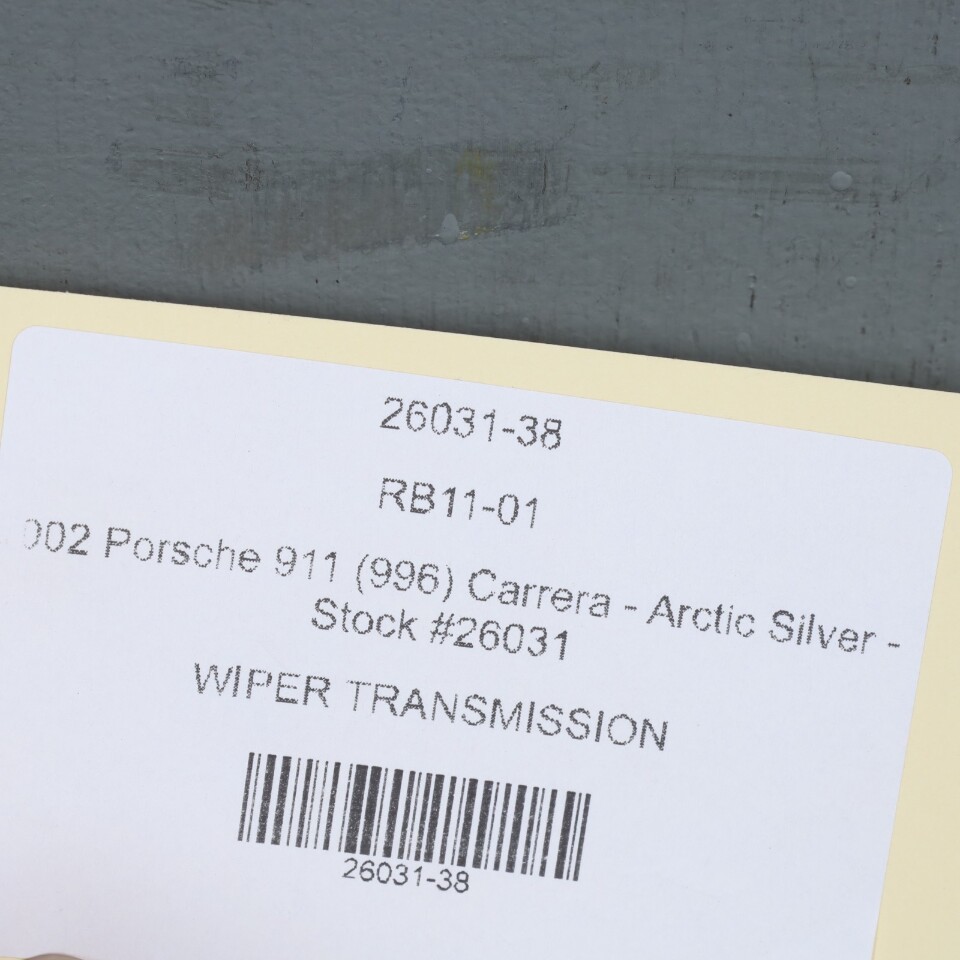 26031-38
RB11-01
002 Porsche 911 (996) Carrera - Arctic Silver -
Stock #26031
WIPER TRANSMISSION
26031-38